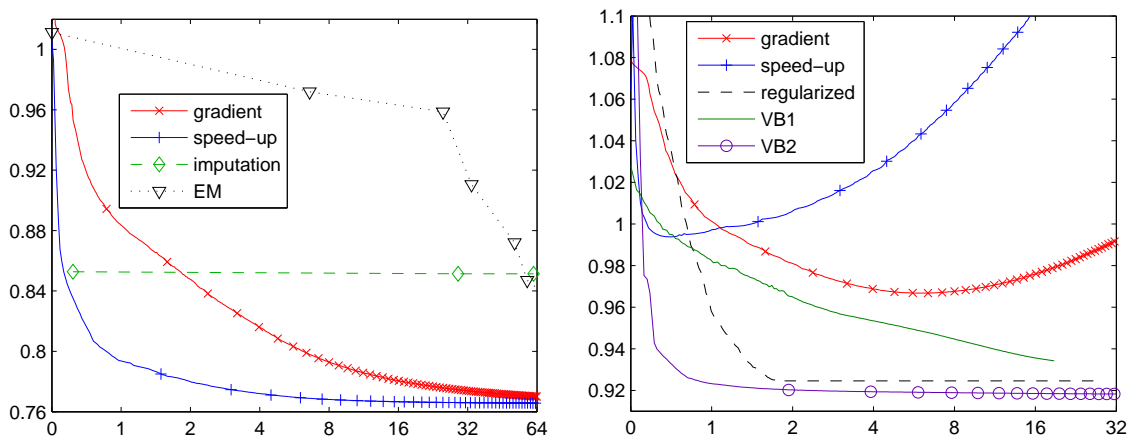 1
0.96
0.92
0.88
0.84
0.8
0.76
0 1 2 4 8 16 32 64
gradient
speed-up
imputation
EM
1.1
1.08
1.06
1.04
1.02
1
0.98
0.96
0.94
0.92
0 1 2 4 8 16 32
gradient
speed-up
regularized
VB1
VB2